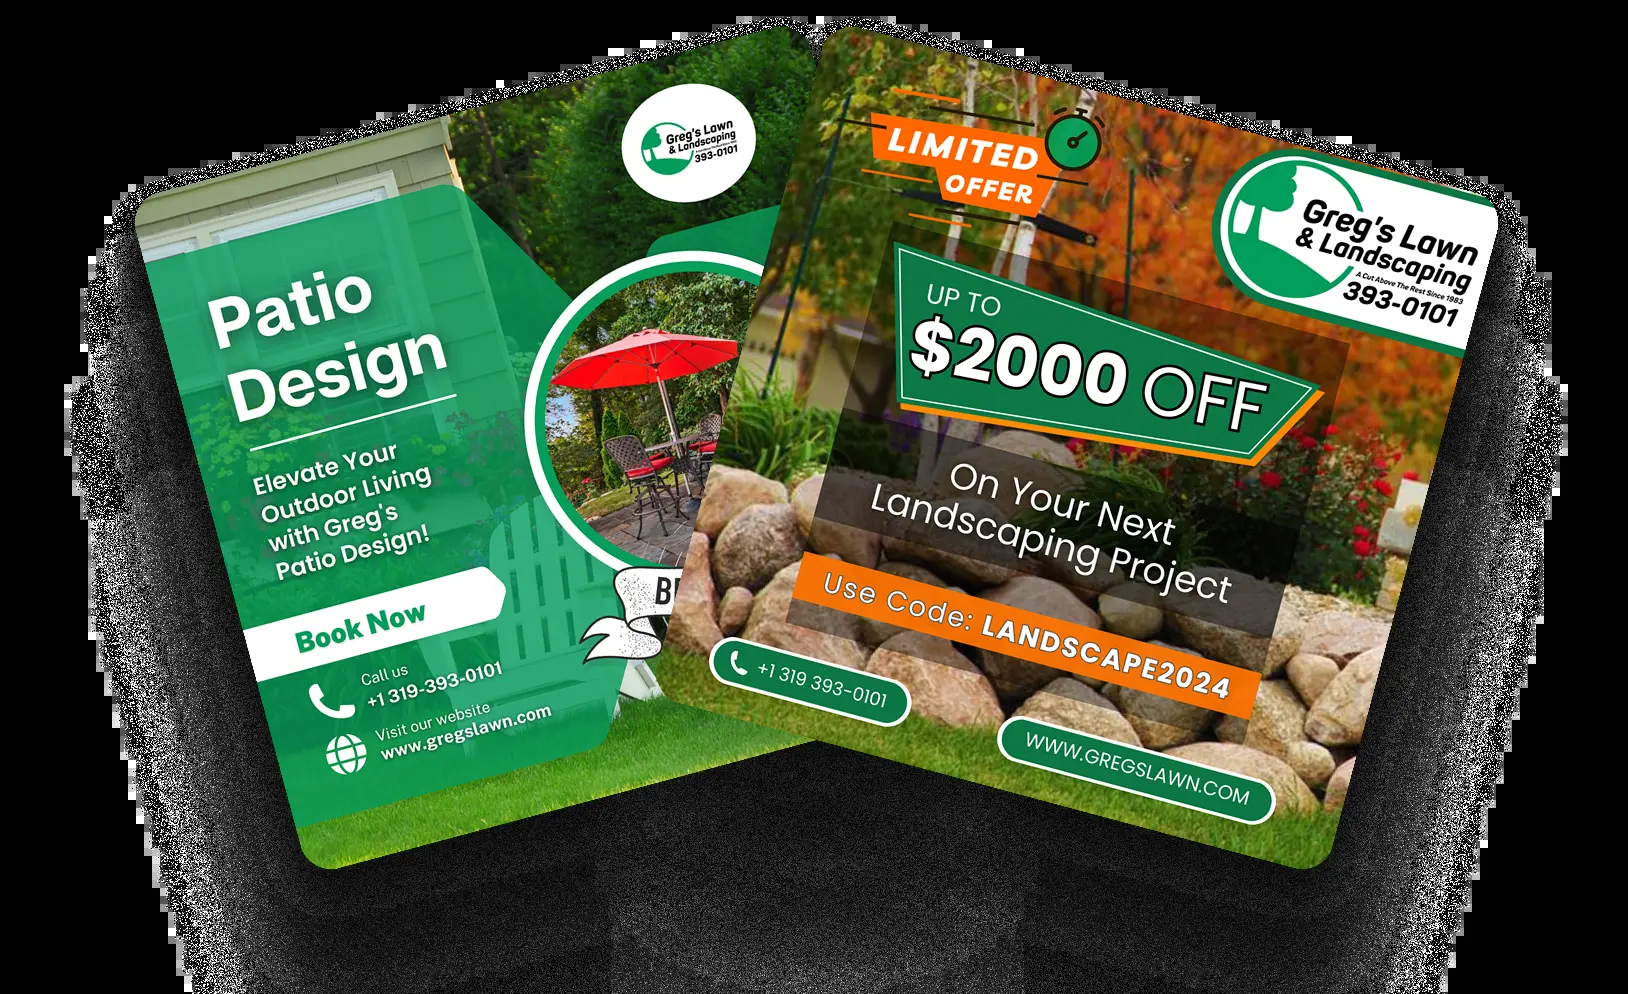 Greg's Lawn
& Landscaping
393-0101
Patio
Design
Elevate Your
Outdoor Living
with Greg's
Patio Design!
Book Now
Call us
+1 319-393-0101
Visit our website
www.gregslawn.com
LIMITED
OFFER
Greg's Lawn
& Landscaping
A Cut Above The Rest Since 1983
393-0101
UP TO
$2000 OFF
On Your Next
Landscaping Project
Use Code: LANDSCAPE2024
+1 319 393-0101
WWW.GREGSLAWN.COM